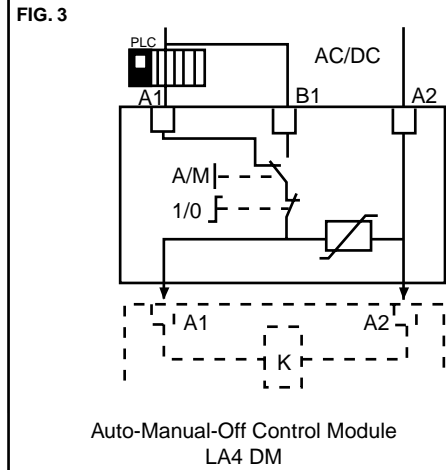 FIG. 3
PLC
AC/DC
A1
B1
A2
A/M
1/0
A1
A2
K
Auto-Manual-Off Control Module
LA4 DM